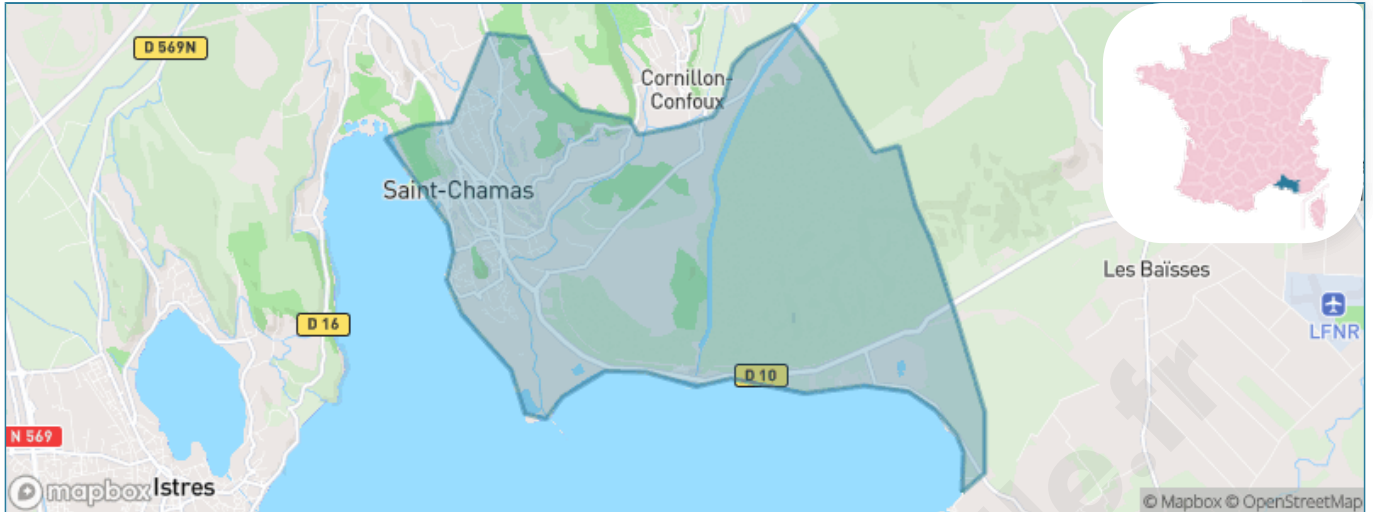 D 569N
Cornillon-
Confoux
Saint-Chamas
Les Baïsses
D 16
LFNR
D 10
N 569
Istres
mapbox
© Mapbox © OpenStreetMap